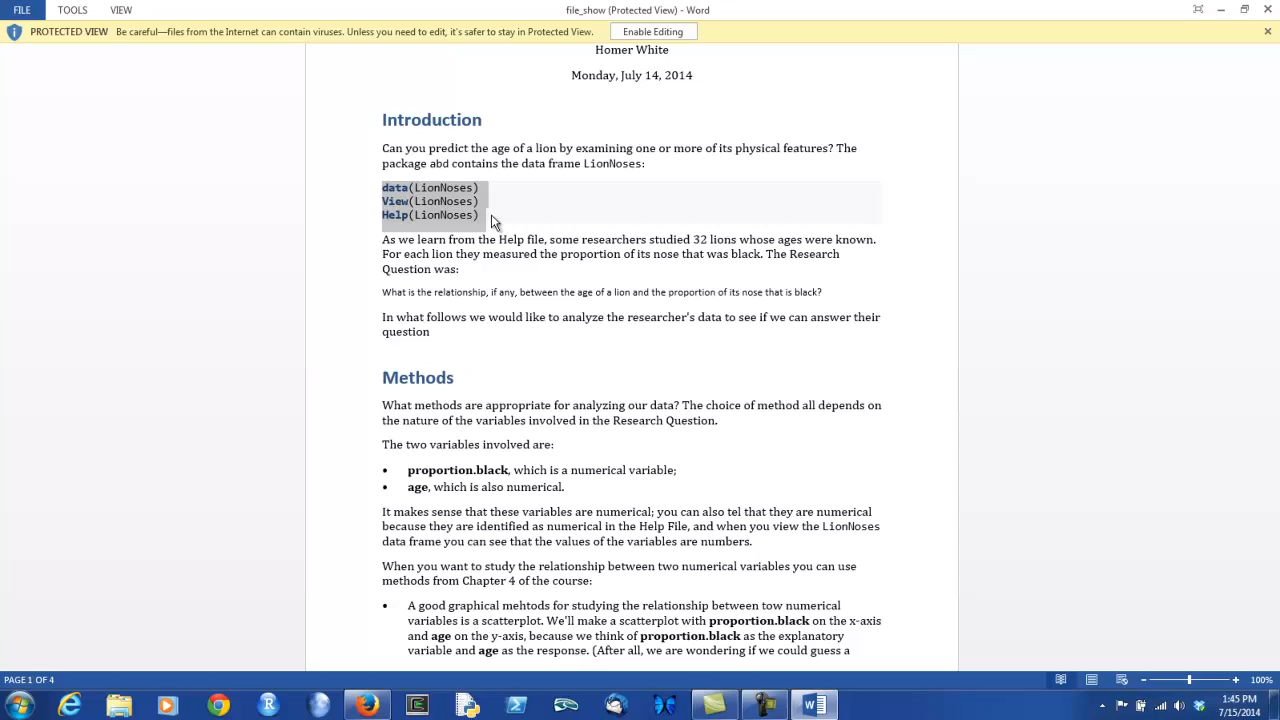 FILE TOOLS VIEW file_show (Protected View) - Word
PROTECTED VIEW Be careful—files from the Internet can contain viruses. Unless you need to edit, it's safer to stay in Protected View. Enable Editing
Homer White
Monday, July 14, 2014
Introduction
Can you predict the age of a lion by examining one or more of its physical features? The
package abd contains the data frame LionNoses:
data(LionNoses)
View(LionNoses)
Help(LionNoses)
As we learn from the Help file, some researchers studied 32 lions whose ages were known.
For each lion they measured the proportion of its nose that was black. The Research
Question was:
What is the relationship, if any, between the age of a lion and the proportion of its nose that is black?
In what follows we would like to analyze the researcher's data to see if we can answer their
question
Methods
What methods are appropriate for analyzing our data? The choice of method all depends on
the nature of the variables involved in the Research Question.
The two variables involved are:
• proportion.black, which is a numerical variable;
• age, which is also numerical.
It makes sense that these variables are numerical; you can also tel that they are numerical
because they are identified as numerical in the Help File, and when you view the LionNoses
data frame you can see that the values of the variables are numbers.
When you want to study the relationship between two numerical variables you can use
methods from Chapter 4 of the course:
• A good graphical mehtods for studying the relationship between tow numerical
variables is a scatterplot. We'll make a scatterplot with proportion.black on the x-axis
and age on the y-axis, because we think of proportion.black as the explanatory
variable and age as the response. (After all, we are wondering if we could guess a
PAGE 1 OF 4 100%
1:45 PM
7/15/2014